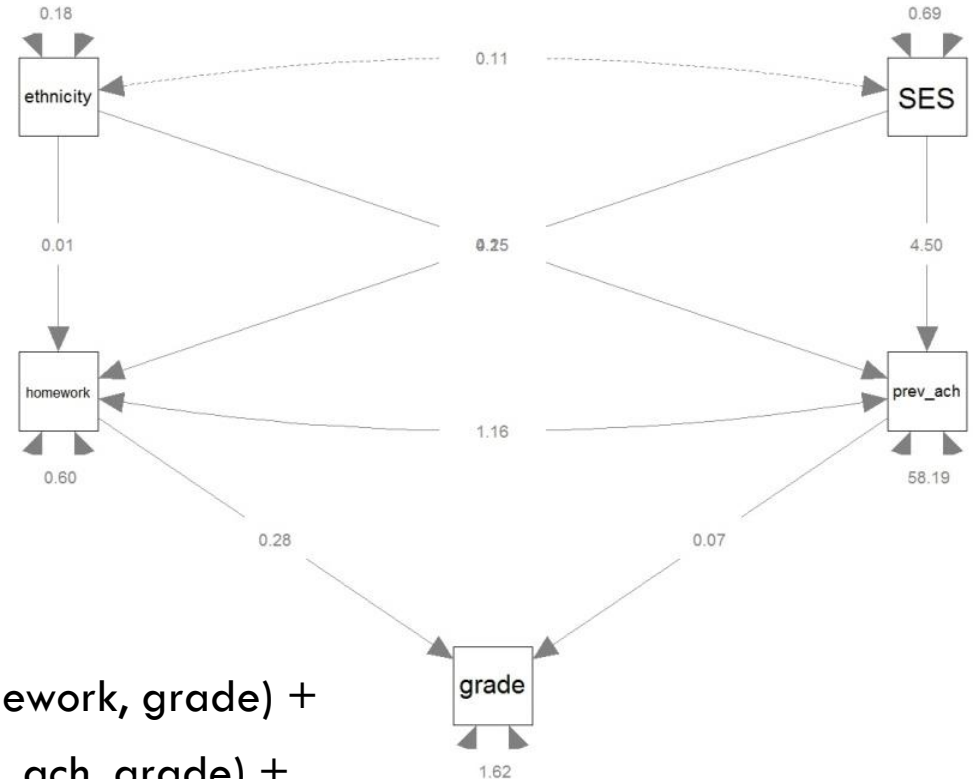 0.18
0.69
0.11
ethnicity
SES
0.01
4.50
homework
prev_ach
1.16
0.60
58.19
0.28
0.07
grade
ework, grade) +
ach, grade) +
1.62